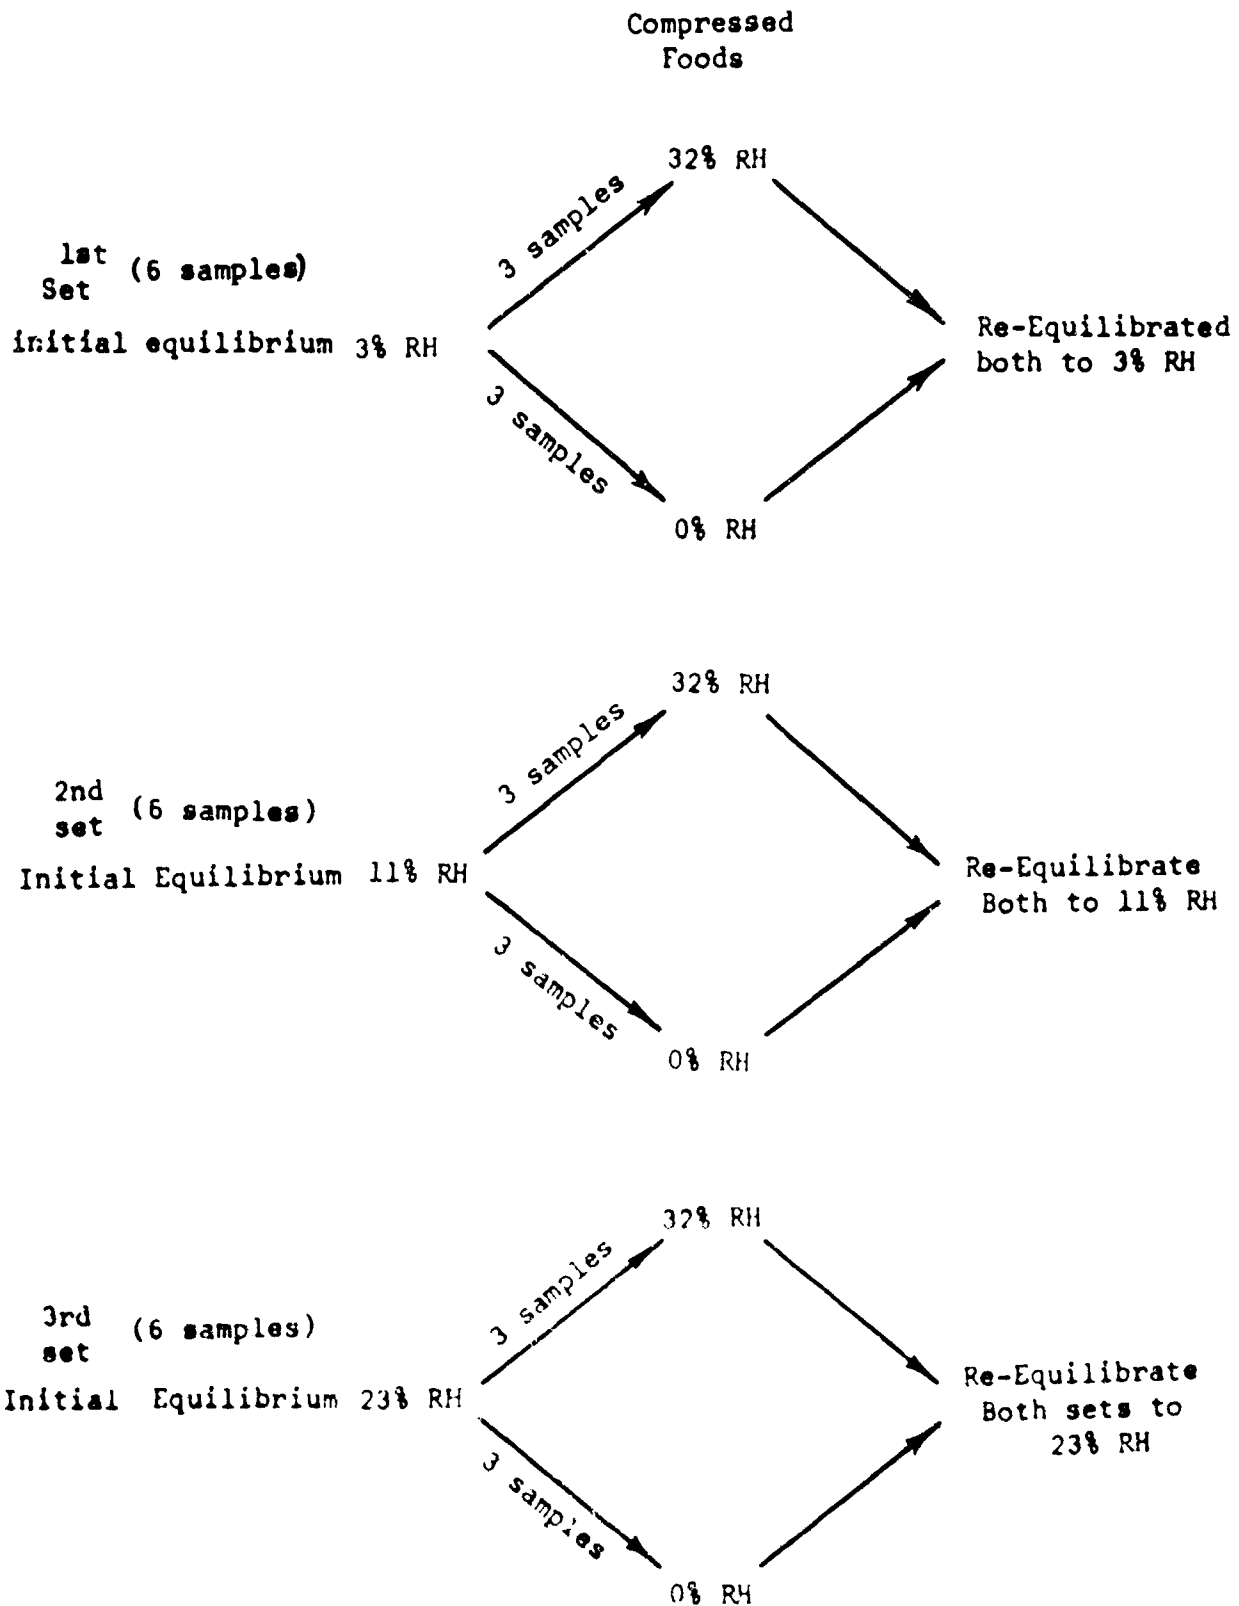 Compressed
Foods
32% RH
3 samples
1st
Set
(6 samples)
initial equilibrium 3% RH
Re-Equilibrated
both to 3% RH
3 samples
0% RH
32% RH
3 samples
2nd
set
(6 samples)
Initial Equilibrium 11% RH
Re-Equilibrate
Both to 11% RH
3 samples
0% RH
32% RH
3 samples
3rd
set
(6 samples)
Initial Equilibrium 23% RH
Re-Equilibrate
Both sets to
23% RH
3 samples
0% RH